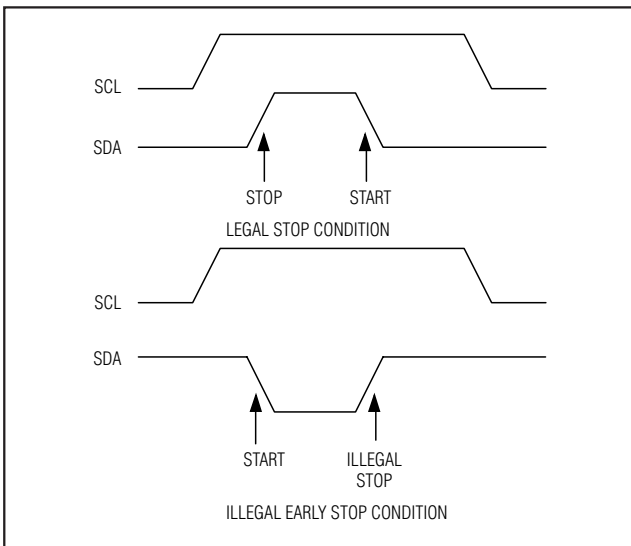 SCL
SDA
STOP START
LEGAL STOP CONDITION
SCL
SDA
START ILLEGAL
STOP
ILLEGAL EARLY STOP CONDITION